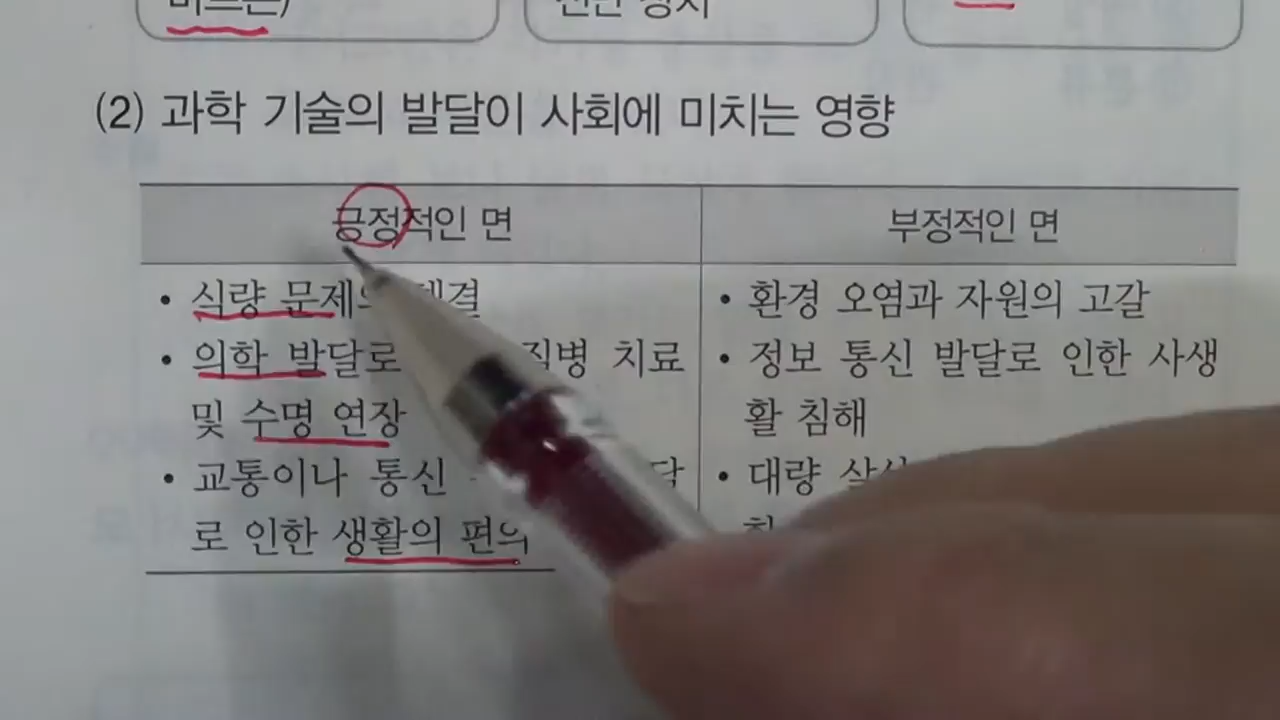 (2) 과학 기술의 발달이 사회에 미치는 영향
긍정적인 면
부정적인 면
• 식량 문제의 해결
• 의학 발달로 질병 치료
및 수명 연장
• 교통이나 통신
로 인한 생활의 편의
• 환경 오염과 자원의 고갈
• 정보 통신 발달로 인한 사생
활 침해
• 대량